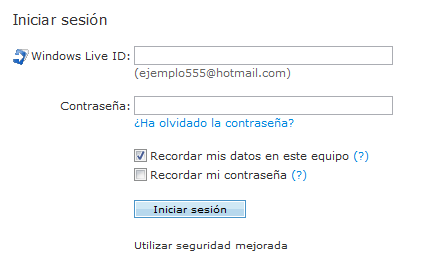 Iniciar sesión
Windows Live ID:
(ejemplo555@hotmail.com)
Contraseña:
¿Ha olvidado la contraseña?
Recordar mis datos en este equipo (?)
Recordar mi contraseña (?)
Iniciar sesión
Utilizar seguridad mejorada